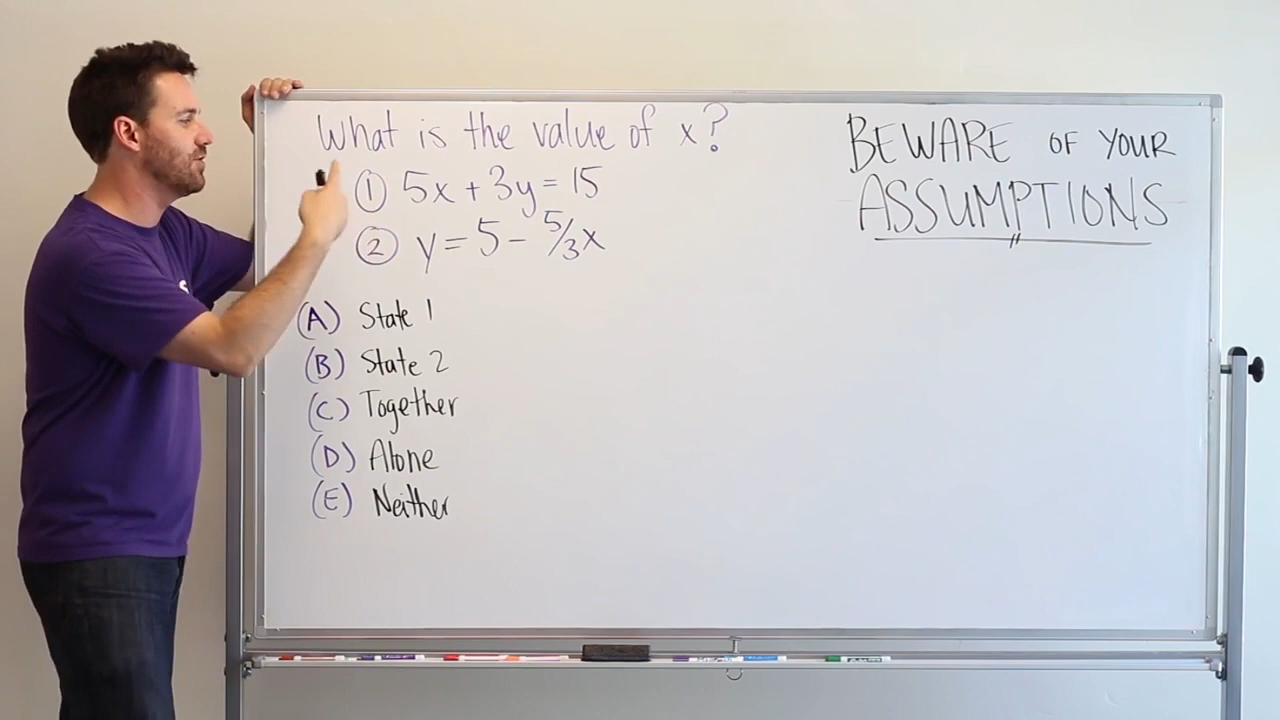 What is the value of x?
① 5x + 3y = 15
② y = 5 - 5/3x
(A) State 1
(B) State 2
(C) Together
(D) Alone
(E) Neither
BEWARE OF YOUR
ASSUMPTIONS